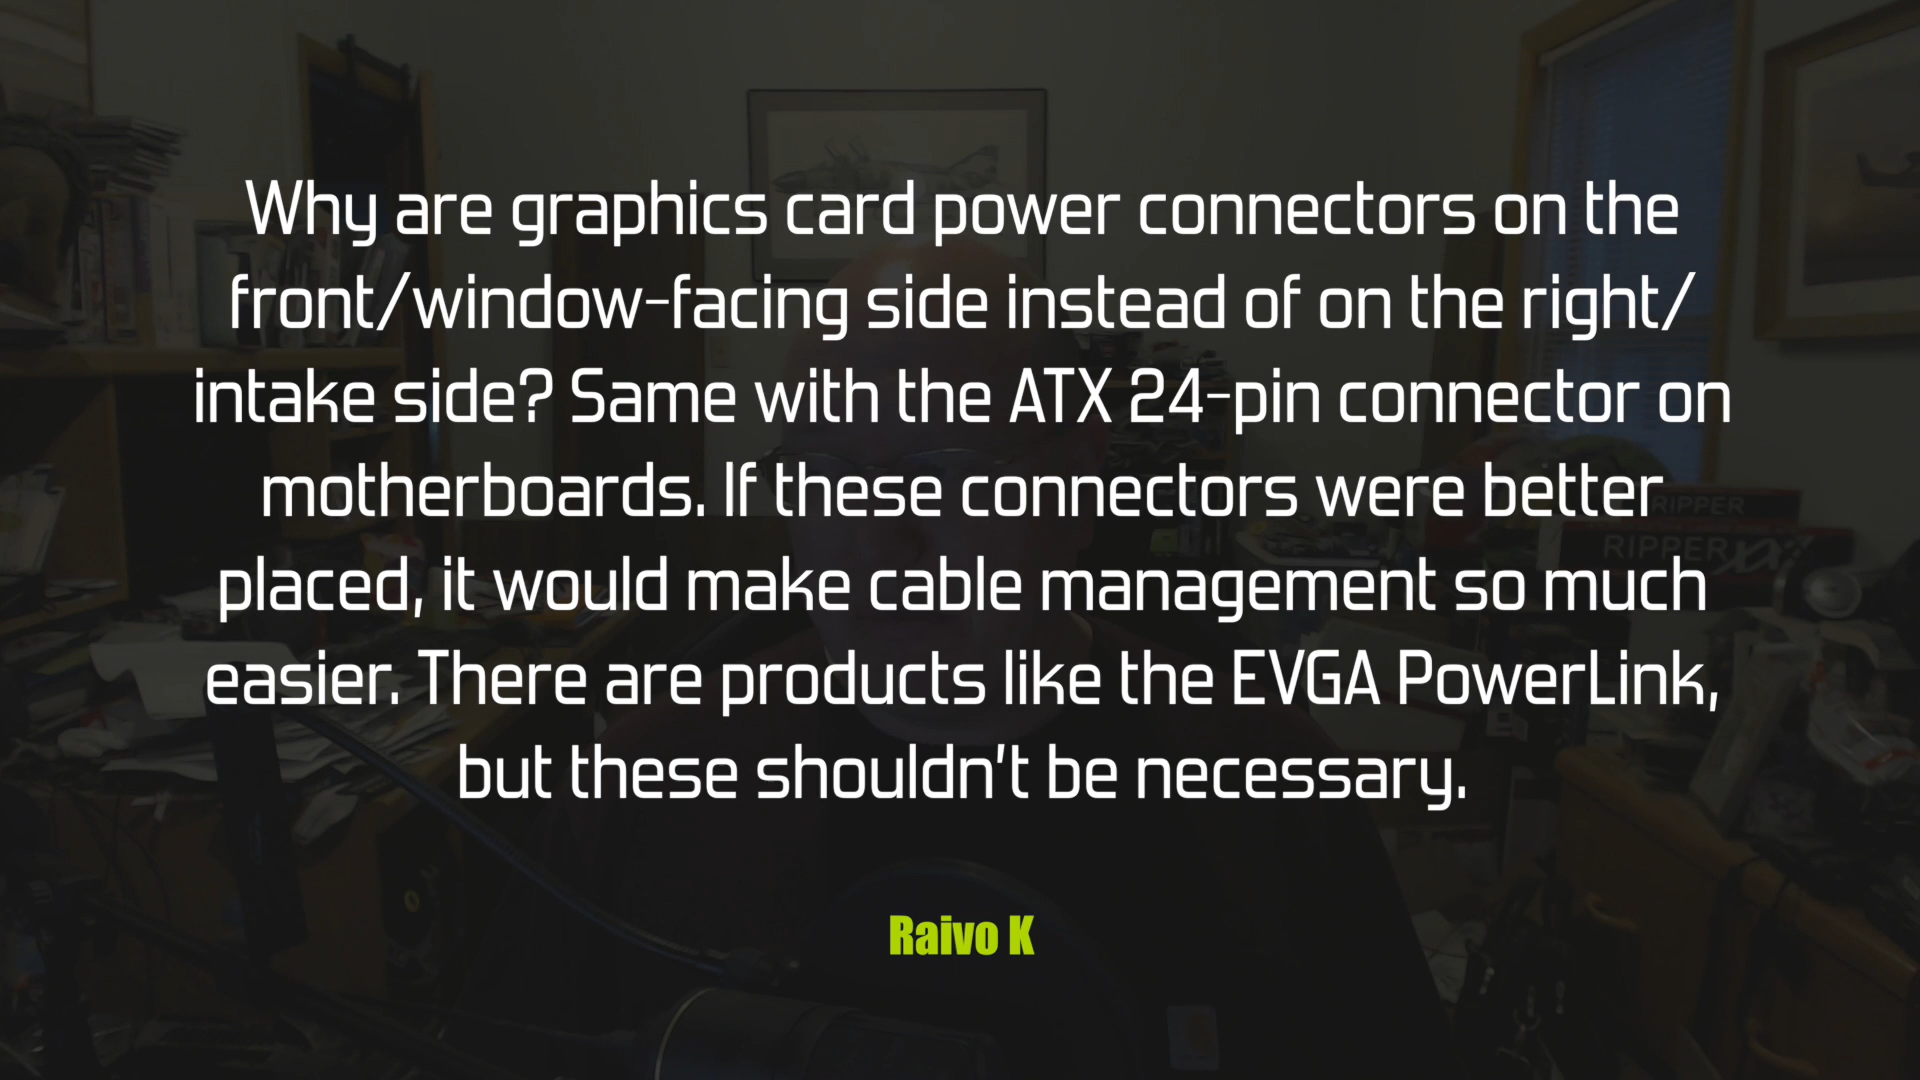 Why are graphics card power connectors on the
front/window-facing side instead of on the right/
intake side? Same with the ATX 24-pin connector on
motherboards. If these connectors were better
placed, it would make cable management so much
easier. There are products like the EVGA PowerLink,
but these shouldn't be necessary.
RIPPER
RIPPER
Raivo K